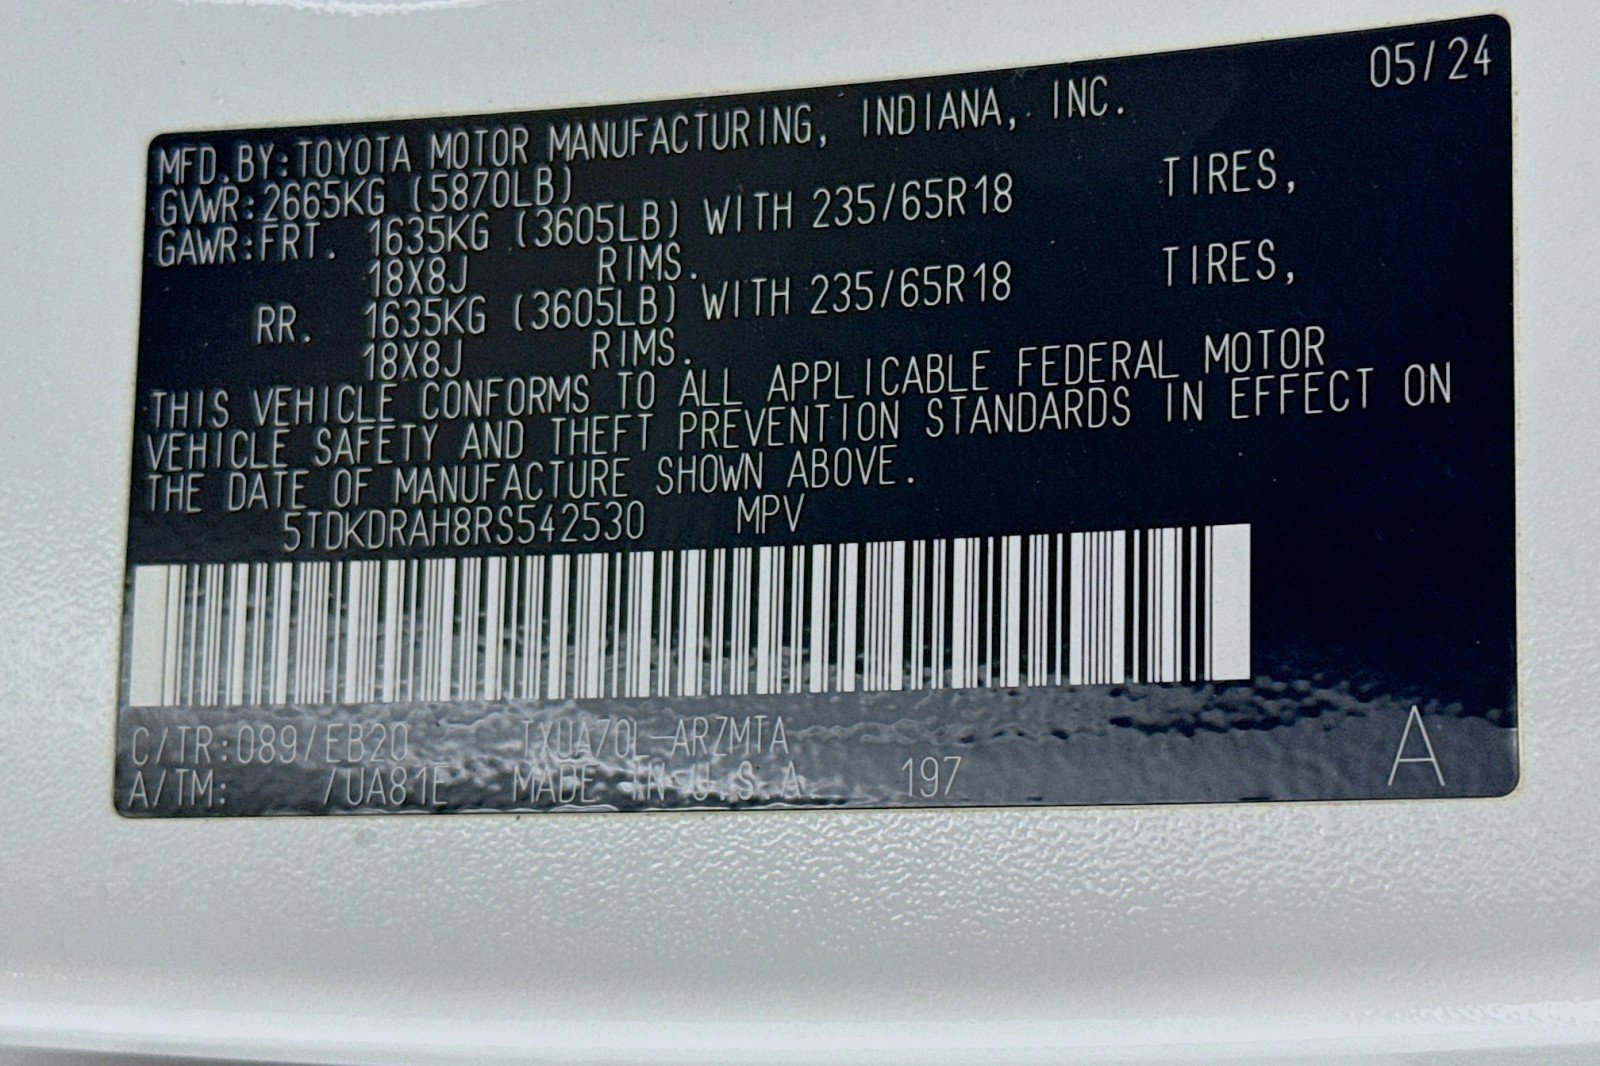 05/24
MFD.BY:TOYOTA MOTOR MANUFACTURING, INDIANA, INC.
GVWR:2665KG (5870LB)
GAWR:FRT. 1635KG (3605LB) WITH 235/65R18 TIRES,
18X8J RIMS.
RR. 1635KG (3605LB) WITH 235/65R18 TIRES,
18X8J RIMS.
THIS VEHICLE CONFORMS TO ALL APPLICABLE FEDERAL MOTOR
VEHICLE SAFETY AND THEFT PREVENTION STANDARDS IN EFFECT ON
THE DATE OF MANUFACTURE SHOWN ABOVE.
5TDKDRAH8RS542530 MPV
C/TR:089/EB20 TXUA70L-ARZMTA
A/TM: /UA81E MADE IN U.S.A. 197 A